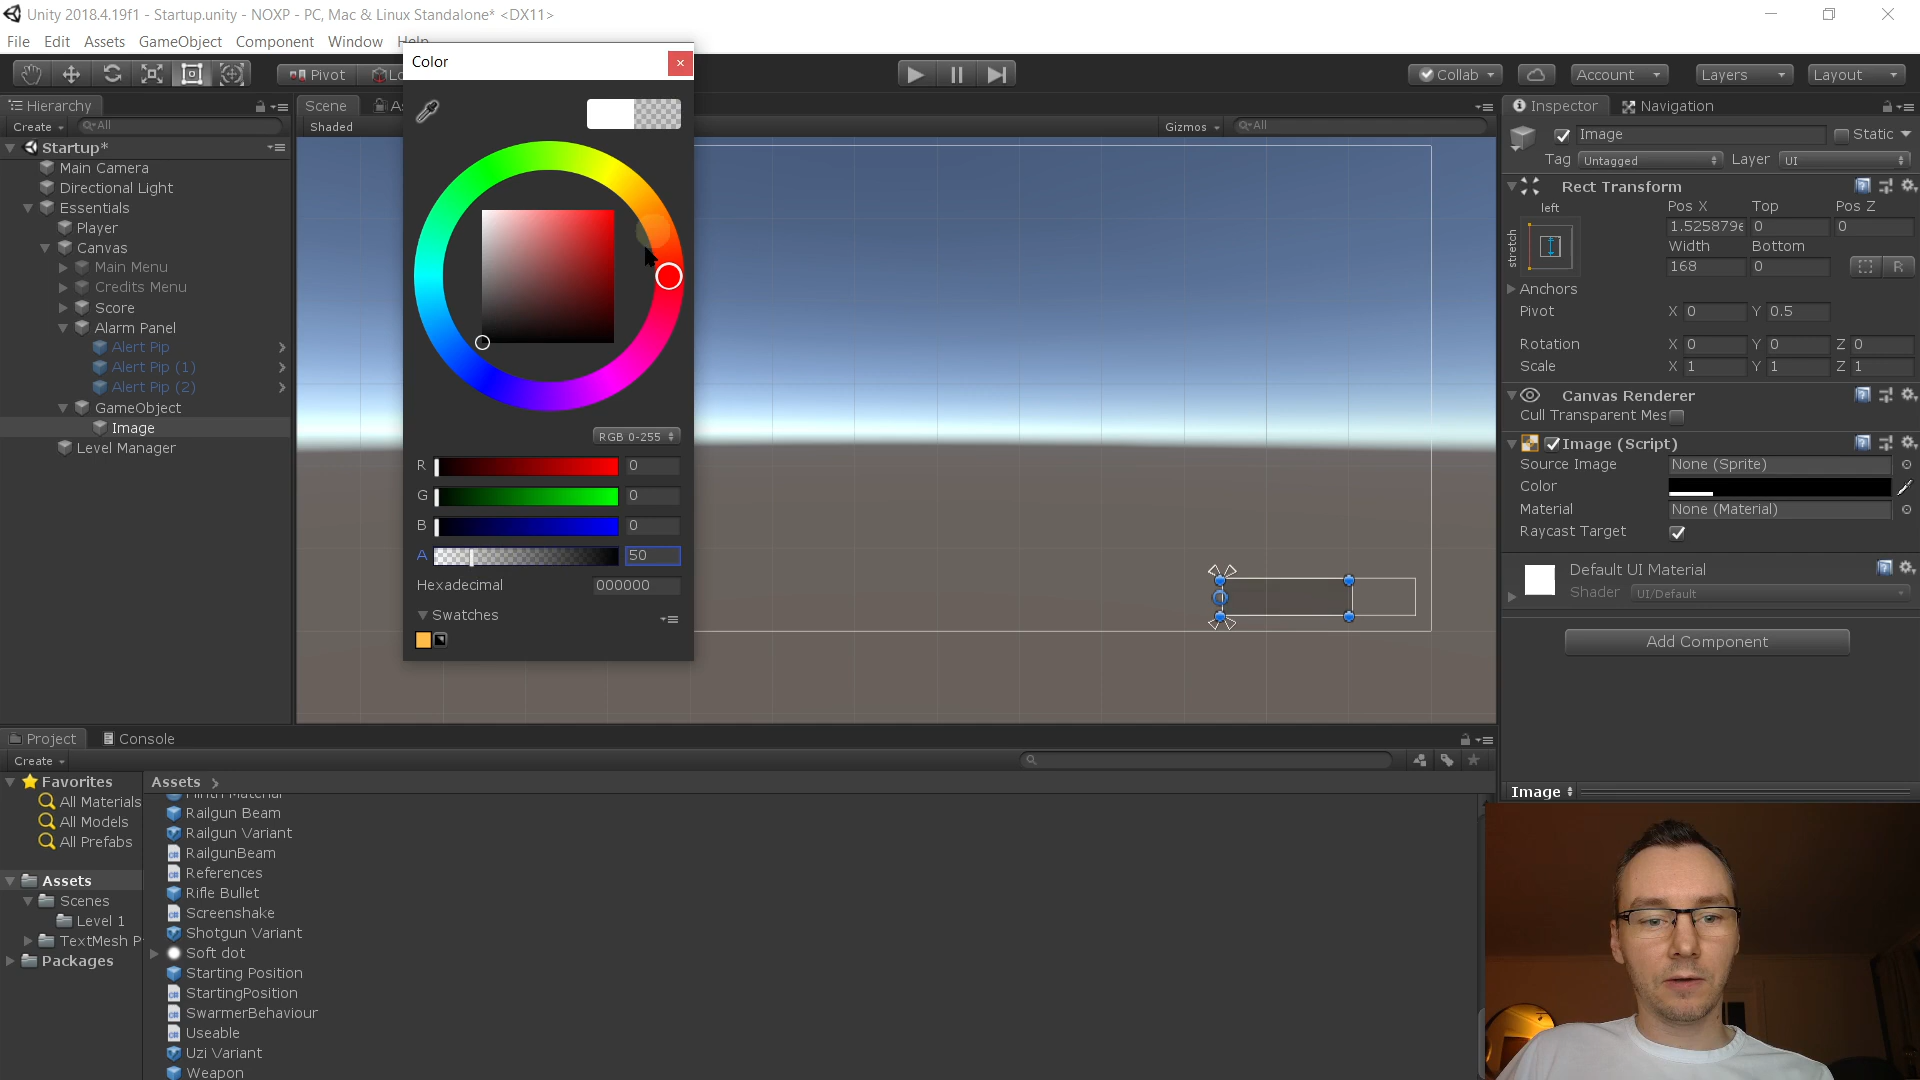 Unity 2018.4.19f1 - Startup.unity - NOXP - PC, Mac & Linux Standalone* <DX11>
File Edit Assets GameObject Component Window Help
Pivot
Collab
Account
Layers
Layout
Color
Hierarchy
Create
All
Startup*
Main Camera
Directional Light
Essentials
Player
Canvas
Main Menu
Credits Menu
Score
Alarm Panel
Alert Pip
Alert Pip (1)
Alert Pip (2)
GameObject
Image
Level Manager
Scene
Shaded
Gizmos
All
RGB 0-255
R 0
G 0
B 0
A 50
Hexadecimal 000000
Swatches
Inspector
Navigation
Image
Static
Tag Untagged
Layer UI
Rect Transform
left
stretch
Pos X Top Pos Z
1.525879e 0 0
Width Bottom
168 0
R
Anchors
Pivot X 0 Y 0.5
Rotation X 0 Y 0 Z 0
Scale X 1 Y 1 Z 1
Canvas Renderer
Cull Transparent Mes
Image (Script)
Source Image None (Sprite)
Color
Material None (Material)
Raycast Target
Default UI Material
Shader UI/Default
Add Component
Image
Project
Console
Create
Favorites
All Materials
All Models
All Prefabs
Assets
Scenes
Level 1
TextMesh P
Packages
Assets
Railgun Beam
Railgun Variant
RailgunBeam
References
Rifle Bullet
Screenshake
Shotgun Variant
Soft dot
Starting Position
StartingPosition
SwarmerBehaviour
Useable
Uzi Variant
Weapon